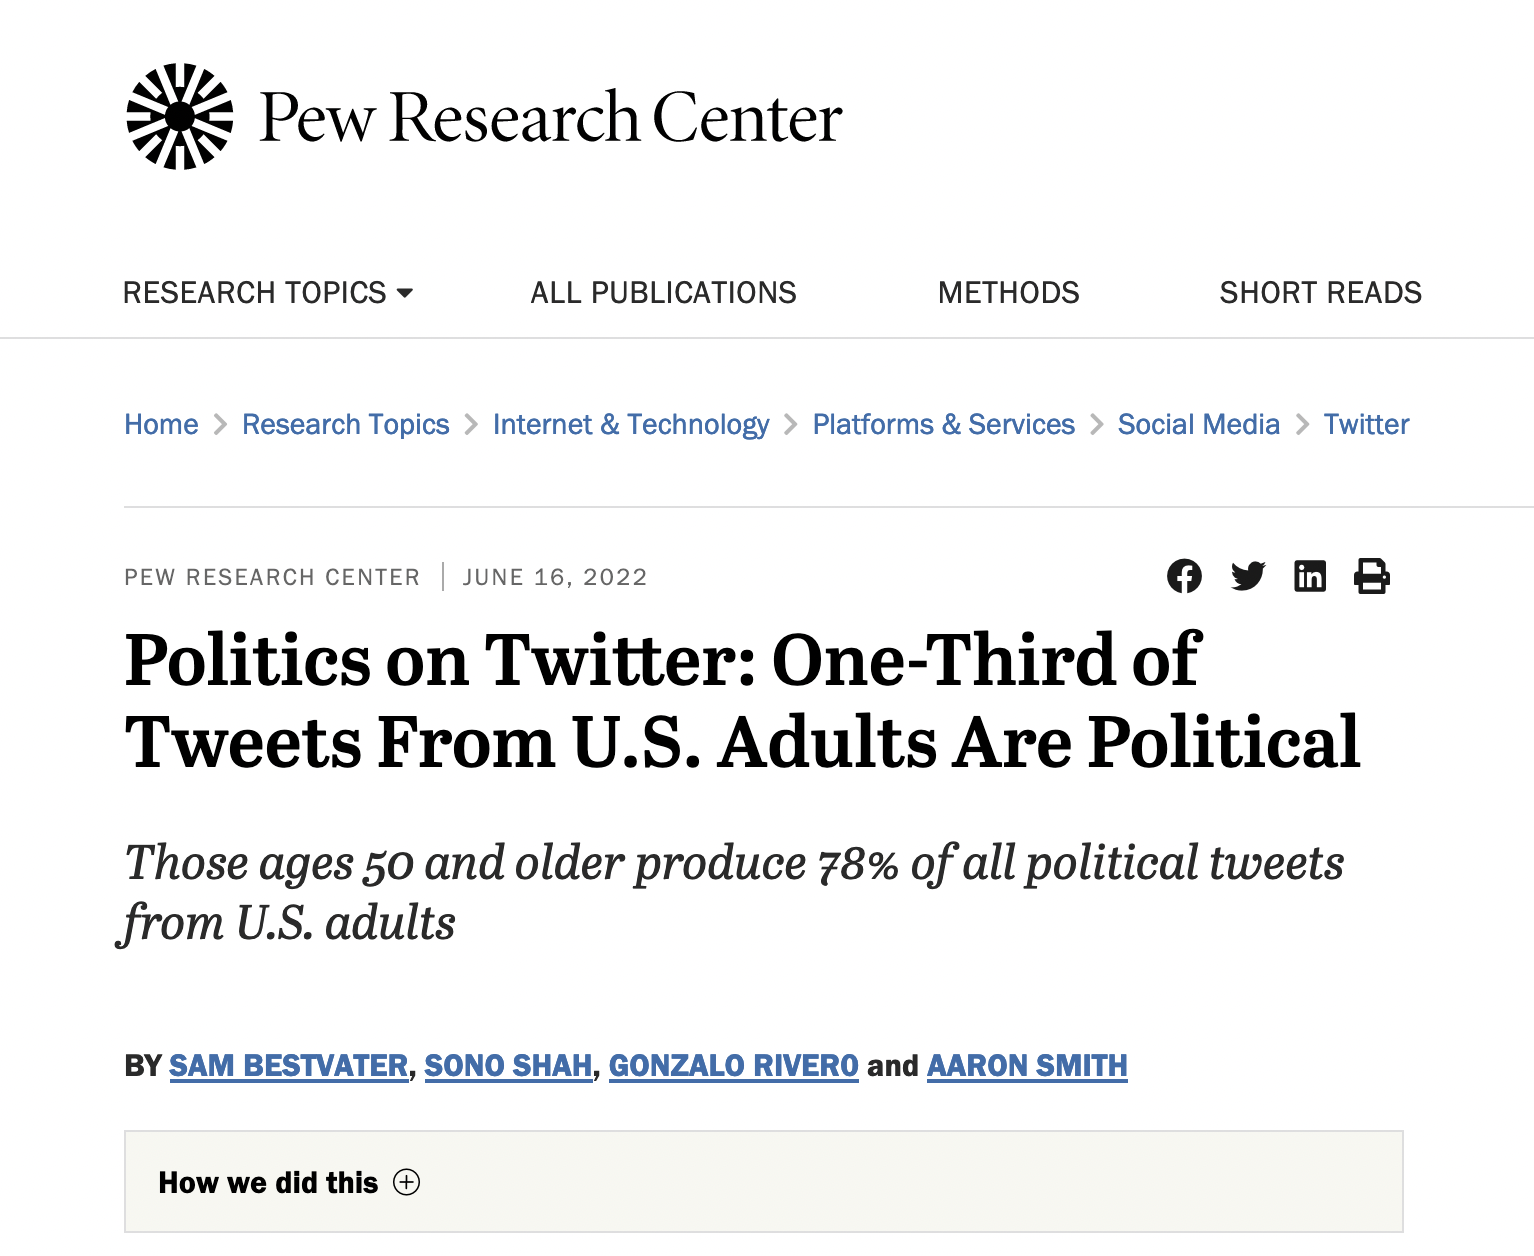 Pew Research Center
RESEARCH TOPICS
ALL PUBLICATIONS
METHODS
SHORT READS
Home
Research Topics
Internet & Technology
Platforms & Services
Social Media
Twitter
PEW RESEARCH CENTER
JUNE 16, 2022
Politics on Twitter: One-Third of
Tweets From U.S. Adults Are Political
Those ages 50 and older produce 78% of all political tweets
from U.S. adults
BY SAM BESTVATER, SONO SHAH, GONZALO RIVERO and AARON SMITH
How we did this